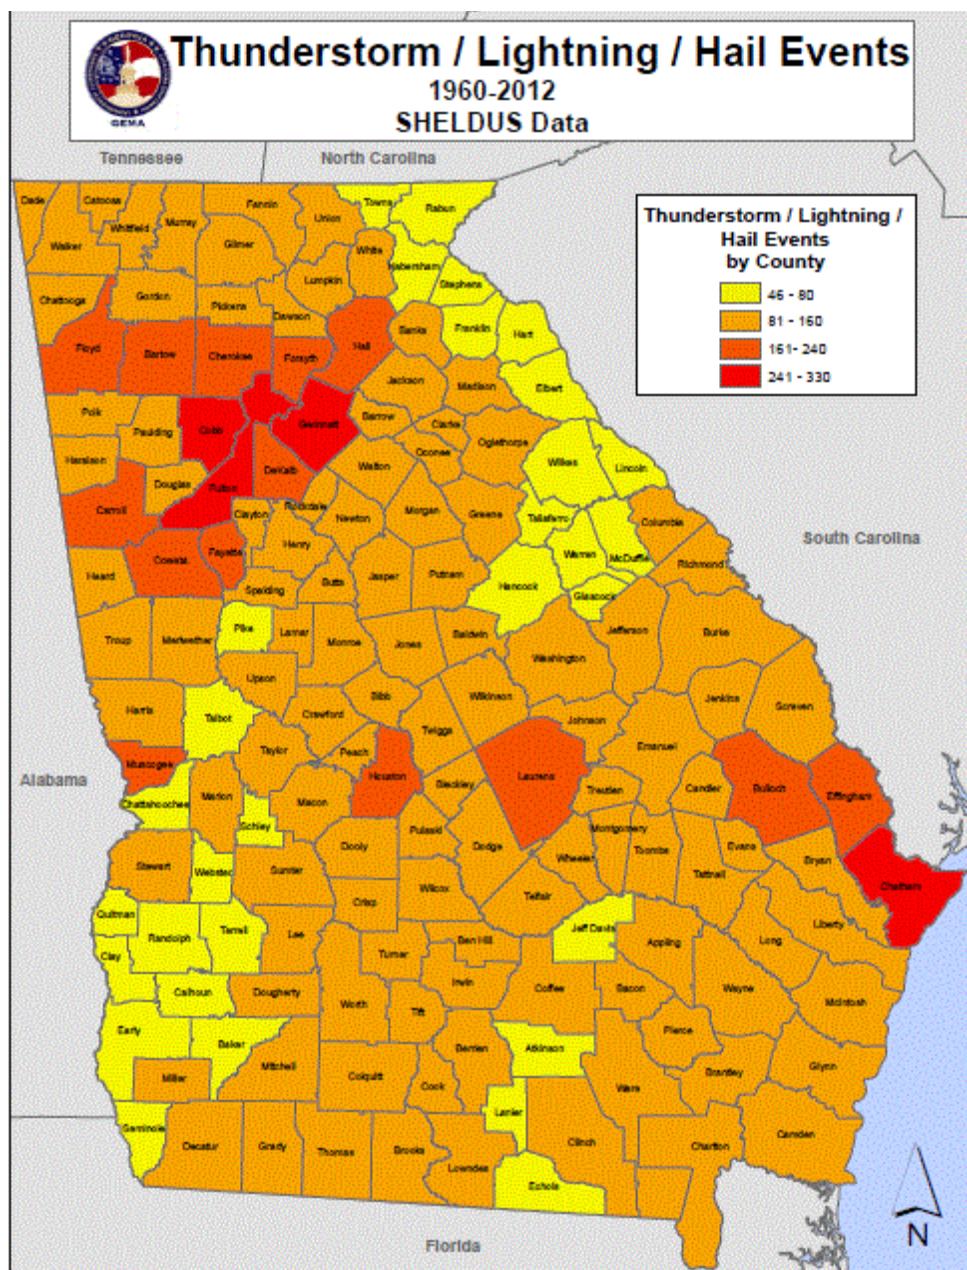 Thunderstorm / Lightning / Hail Events
1960-2012
SHELDUS Data
GEMA
Tennessee
North Carolina
Thunderstorm / Lightning /
Hail Events
by County
46 - 80
81 - 160
161- 240
241 - 330
Dade
Catoosa
Whitfield
Murray
Fannin
Union
Towns
Rabun
Walker
Gilmer
White
Habersham
Lumpkin
Stephens
Chattooga
Gordon
Pickens
Dawson
Franklin
Hart
Banks
Floyd
Bartow
Cherokee
Forsyth
Hall
Jackson
Madison
Elbert
Polk
Paulding
Cobb
Gwinnett
Barrow
Clarke
Oconee
Oglethorpe
Haralson
Douglas
Fulton
DeKalb
Walton
Wilkes
Lincoln
Carroll
Clayton
Rockdale
Newton
Morgan
Greene
Taliaferro
Columbia
South Carolina
Heard
Coweta
Fayette
Henry
Spalding
Butts
Jasper
Putnam
Hancock
Warren
McDuffie
Richmond
Glascock
Troup
Meriwether
Pike
Lamar
Monroe
Jones
Baldwin
Washington
Jefferson
Burke
Harris
Talbot
Upson
Crawford
Bibb
Twiggs
Wilkinson
Johnson
Jenkins
Screven
Alabama
Muscogee
Taylor
Peach
Houston
Bleckley
Laurens
Emanuel
Treutlen
Candler
Bulloch
Effingham
Chattahoochee
Marion
Schley
Macon
Dooly
Pulaski
Dodge
Montgomery
Wheeler
Toombs
Tattnall
Evans
Bryan
Chatham
Stewart
Webster
Sumter
Crisp
Wilcox
Telfair
Quitman
Randolph
Terrell
Lee
Turner
Ben Hill
Jeff Davis
Appling
Long
Liberty
Clay
Calhoun
Dougherty
Worth
Tift
Irwin
Coffee
Bacon
Wayne
McIntosh
Early
Baker
Mitchell
Colquitt
Berrien
Atkinson
Pierce
Brantley
Glynn
Miller
Cook
Lanier
Ware
Seminole
Decatur
Grady
Thomas
Brooks
Lowndes
Clinch
Echols
Charlton
Camden
Florida
N